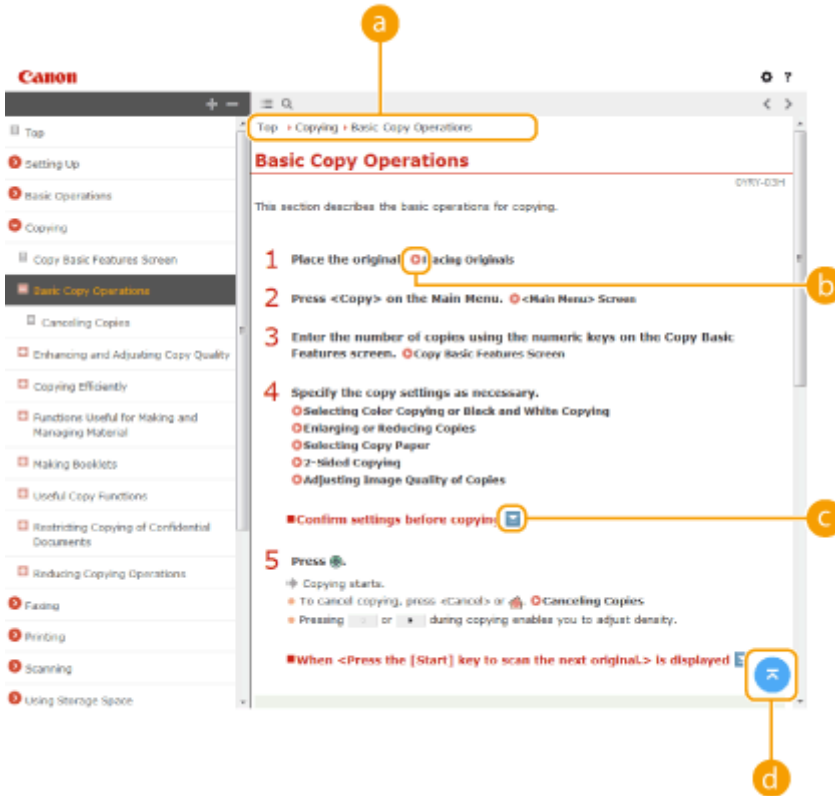 a
Canon
?
Top
Setting Up
Basic Operations
Copying
Copy Basic Features Screen
Basic Copy Operations
Canceling Copies
Enhancing and Adjusting Copy Quality
Copying Efficiently
Functions Useful for Making and
Managing Material
Making Booklets
Useful Copy Functions
Restricting Copying of Confidential
Documents
Reducing Copying Operations
Faxing
Printing
Scanning
Using Storage Space
Top Copying Basic Copy Operations
Basic Copy Operations
0YRY-03H
This section describes the basic operations for copying.
1 Place the original acing Originals
b
2 Press <Copy> on the Main Menu. <Main Menu> Screen
3 Enter the number of copies using the numeric keys on the Copy Basic
Features screen. Copy Basic Features Screen
4 Specify the copy settings as necessary.
Selecting Color Copying or Black and White Copying
Enlarging or Reducing Copies
Selecting Copy Paper
2-Sided Copying
Adjusting Image Quality of Copies
Confirm settings before copying
c
5 Press .
Copying starts.
To cancel copying, press <Cancel> or . Canceling Copies
Pressing or during copying enables you to adjust density.
When <Press the [Start] key to scan the next original.> is displayed
d